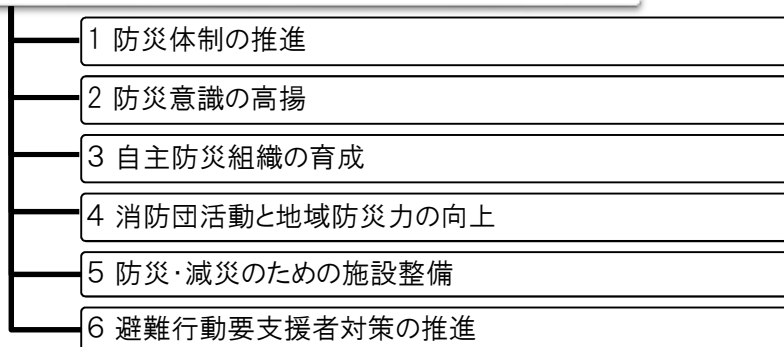 1 防災体制の推進
2 防災意識の高揚
3 自主防災組織の育成
4 消防団活動と地域防災力の向上
5 防災・減災のための施設整備
6 避難行動要支援者対策の推進